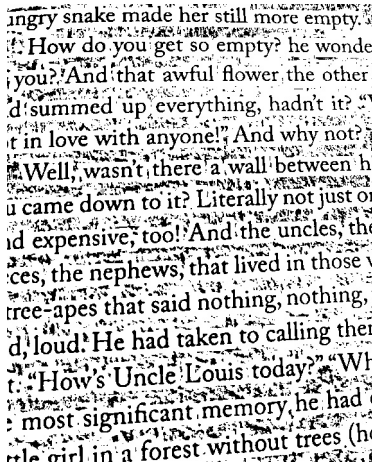 ungry snake made her still more empty.
How do you get so empty? he wonde
you? And that awful flower the other
d summed up everything, hadn't it? "
t in love with anyone!" And why not?
Well, wasn't there a wall between h
u came down to it? Literally not just o
nd expensive, too! And the uncles, the
ces, the nephews, that lived in those
tree-apes that said nothing, nothing,
d, loud. He had taken to calling the
t. "How's Uncle Louis today?" "Wh
most significant memory, he had
ttle girl in a forest without trees (h